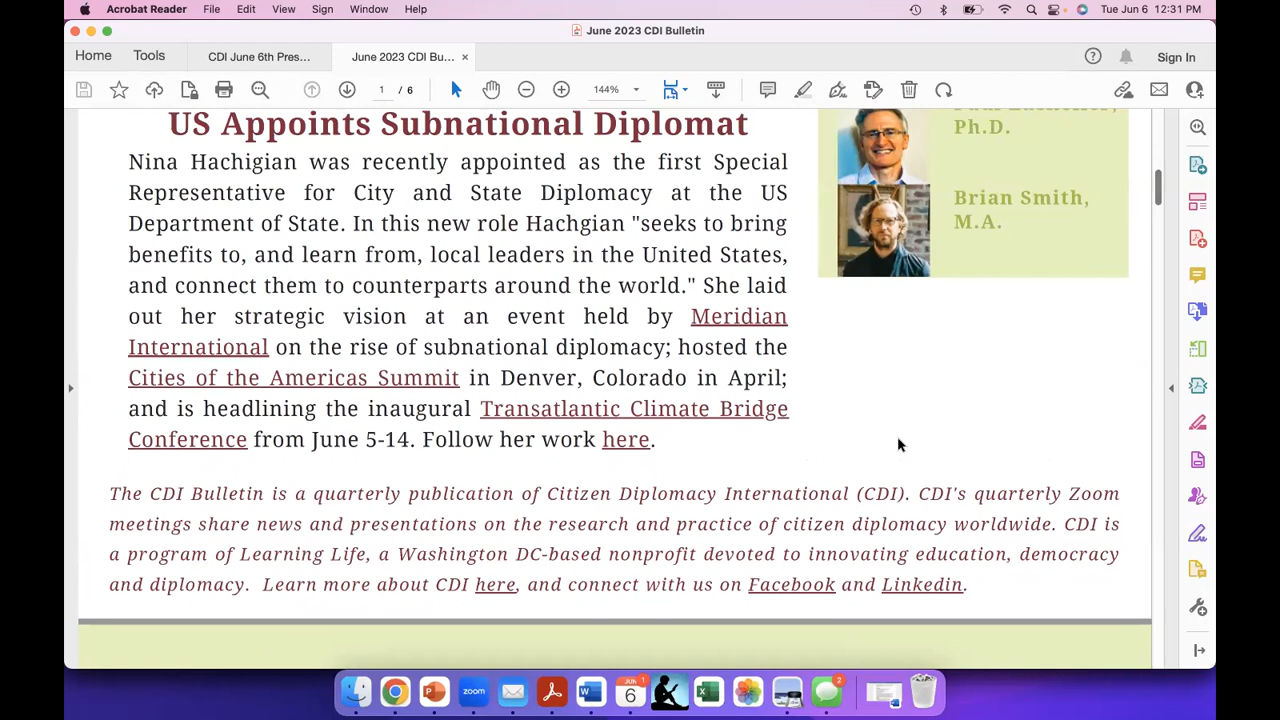 Acrobat Reader File Edit View Sign Window Help Tue Jun 6 12:31 PM
June 2023 CDI Bulletin
Home Tools CDI June 6th Pres... June 2023 CDI Bu... × Sign In
1 / 6 144%
US Appoints Subnational Diplomat
Nina Hachigian was recently appointed as the first Special
Representative for City and State Diplomacy at the US
Department of State. In this new role Hachgian "seeks to bring
benefits to, and learn from, local leaders in the United States,
and connect them to counterparts around the world." She laid
out her strategic vision at an event held by Meridian
International on the rise of subnational diplomacy; hosted the
Cities of the Americas Summit in Denver, Colorado in April;
and is headlining the inaugural Transatlantic Climate Bridge
Conference from June 5-14. Follow her work here.
Ph.D.
Brian Smith,
M.A.
The CDI Bulletin is a quarterly publication of Citizen Diplomacy International (CDI). CDI's quarterly Zoom
meetings share news and presentations on the research and practice of citizen diplomacy worldwide. CDI is
a program of Learning Life, a Washington DC-based nonprofit devoted to innovating education, democracy
and diplomacy. Learn more about CDI here, and connect with us on Facebook and Linkedin.
zoom
JUN
6
1
2